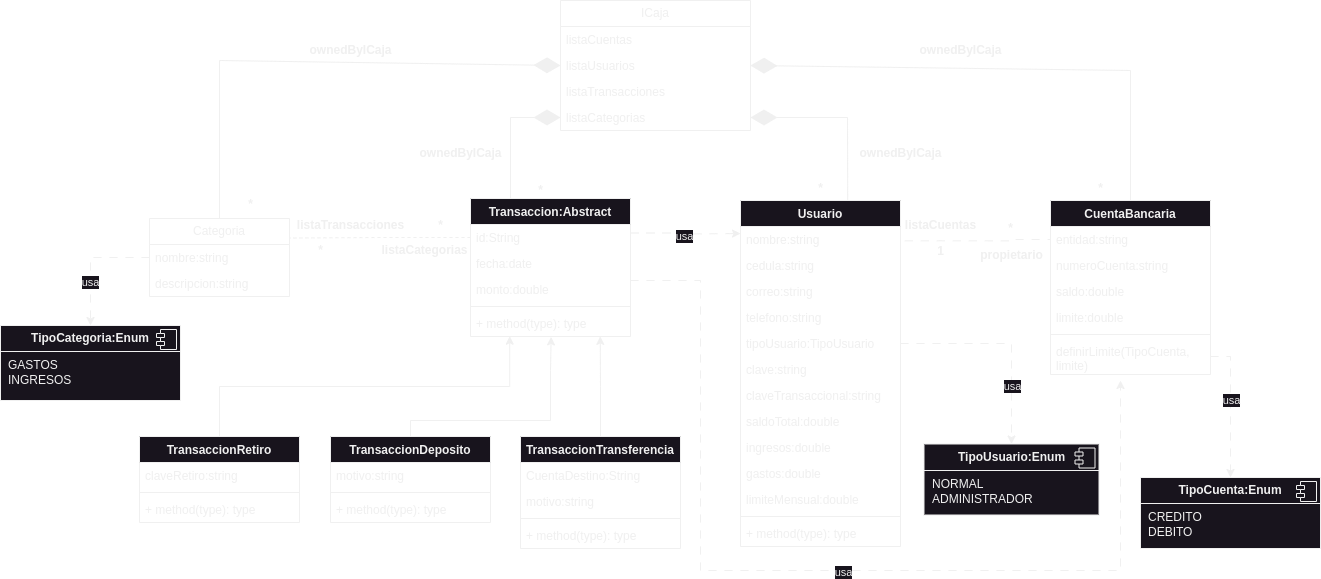 ICaja
listaCuentas
listaUsuarios
listaTransacciones
listaCategorias
ownedByICaja
ownedByICaja
ownedByICaja
ownedByICaja
*
*
*
*
Categoria
nombre:string
descripcion:string
listaTransacciones
*
*
listaCategorias
Transaccion:Abstract
id:String
fecha:date
monto:double
+ method(type): type
usa
Usuario
nombre:string
cedula:string
correo:string
telefono:string
tipoUsuario:TipoUsuario
clave:string
claveTransaccional:string
saldoTotal:double
ingresos:double
gastos:double
limiteMensual:double
+ method(type): type
listaCuentas
*
1
propietario
CuentaBancaria
entidad:string
numeroCuenta:string
saldo:double
limite:double
definirLimite(TipoCuenta,
limite)
usa
TipoCategoria:Enum
GASTOS
INGRESOS
TransaccionRetiro
claveRetiro:string
+ method(type): type
TransaccionDeposito
motivo:string
+ method(type): type
TransaccionTransferencia
CuentaDestino:String
motivo:string
+ method(type): type
usa
TipoUsuario:Enum
NORMAL
ADMINISTRADOR
usa
TipoCuenta:Enum
CREDITO
DEBITO
usa